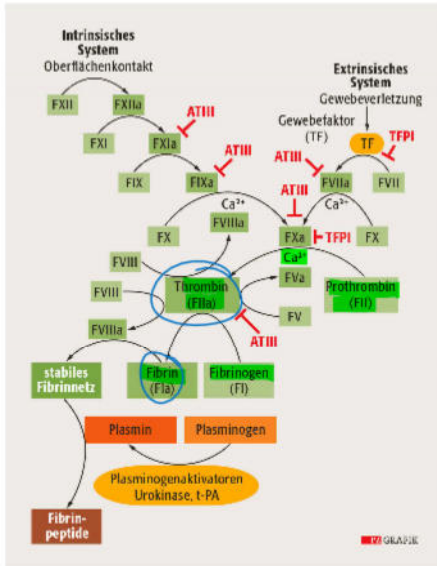 Intrinsisches
System
Oberflächenkontakt
Extrinsisches
System
Gewebeverletzung
FXII
FXIIa
ATIII
Gewebefaktor
(TF)
TF
TFPI
FXI
FXIa
ATIII
ATIII
FIX
FIXa
ATIII
FVIIa
FVII
Ca²⁺
Ca²⁺
FVIIIa
FX
FXa
TFPI
FX
Ca²⁺
FVIII
Thrombin
(FIIa)
FVa
Prothrombin
(FII)
FVIII
FV
FVIIIa
ATIII
stabiles
Fibrinnetz
Fibrin
(FIa)
Fibrinogen
(FI)
Plasmin
Plasminogen
Plasminogenaktivatoren
Urokinase, t-PA
Fibrin-
peptide
PZ GRAFIK